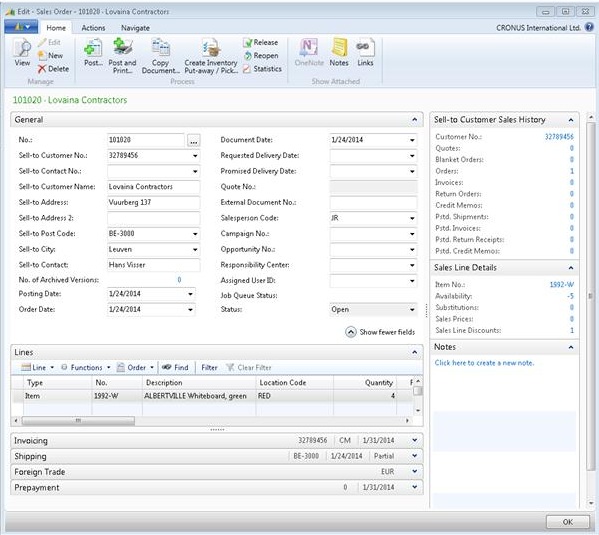 Edit - Sales Order - 101020 · Lovaina Contractors
Home Actions Navigate
CRONUS International Ltd.
View
Edit
New
Delete
Manage
Post...
Post and Print...
Copy Document...
Create Inventory Put-away / Pick...
Release
Reopen
Statistics
Process
OneNote
Notes
Links
Show Attached
101020 · Lovaina Contractors
General
No.: 101020 ...
Sell-to Customer No.: 32789456
Sell-to Contact No.:
Sell-to Customer Name: Lovaina Contractors
Sell-to Address: Vuurberg 137
Sell-to Address 2:
Sell-to Post Code: BE-3000
Sell-to City: Leuven
Sell-to Contact: Hans Visser
No. of Archived Versions: 0
Posting Date: 1/24/2014
Order Date: 1/24/2014
Document Date: 1/24/2014
Requested Delivery Date:
Promised Delivery Date:
Quote No.:
External Document No.:
Salesperson Code: JR
Campaign No.:
Opportunity No.:
Responsibility Center:
Assigned User ID:
Job Queue Status:
Status: Open
Show fewer fields
Lines
Line Functions Order Find Filter Clear Filter
Type No. Description Location Code Quantity
Item 1992-W ALBERTVILLE Whiteboard, green RED 4
Invoicing 32789456 CM 1/31/2014
Shipping BE-3000 1/24/2014 Partial
Foreign Trade EUR
Prepayment 0 1/31/2014
Sell-to Customer Sales History
Customer No.: 32789456
Quotes: 0
Blanket Orders: 0
Orders: 1
Invoices: 0
Return Orders: 0
Credit Memos: 0
Pstd. Shipments: 0
Pstd. Invoices: 0
Pstd. Return Receipts: 0
Pstd. Credit Memos: 0
Sales Line Details
Item No.: 1992-W
Availability: -5
Substitutions: 0
Sales Prices: 0
Sales Line Discounts: 1
Notes
Click here to create a new note.
OK